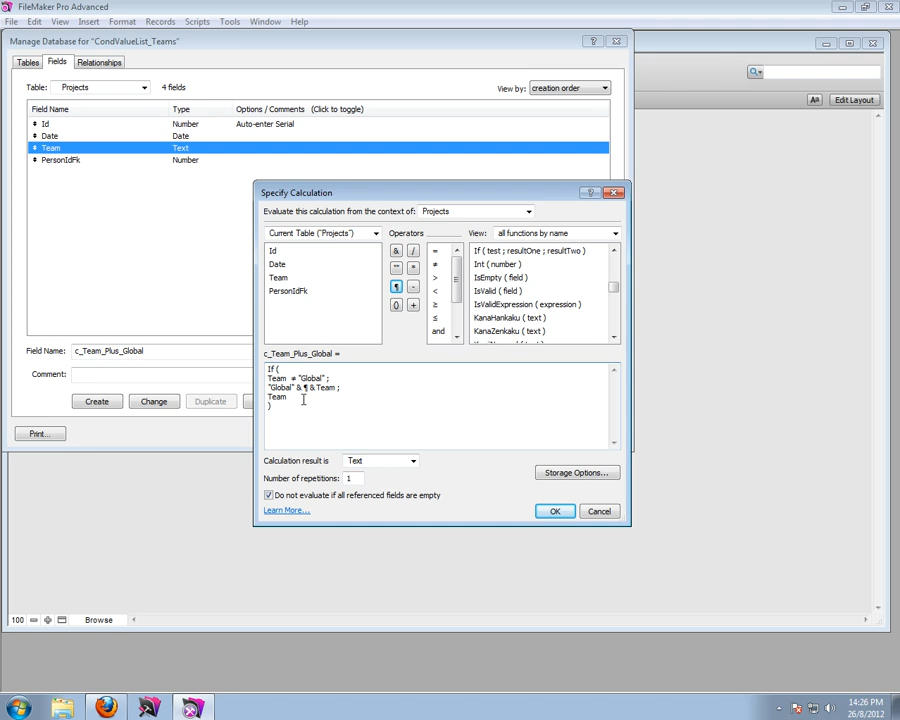 FileMaker Pro Advanced
File Edit View Insert Format Records Scripts Tools Window Help
Manage Database for "CondValueList_Teams"
Tables Fields Relationships
Table: Projects 4 fields View by: creation order
Field Name Type Options / Comments (Click to toggle)
Id Number Auto-enter Serial
Date Date
Team Text
PersonIdFk Number
Edit Layout
Specify Calculation
Evaluate this calculation from the context of: Projects
Current Table ("Projects") Operators View: all functions by name
Id
Date
Team
PersonIdFk
& /
"" *
¶ -
() +
=
≠
>
<
≥
≤
and
If ( test ; resultOne ; resultTwo )
Int ( number )
IsEmpty ( field )
IsValid ( field )
IsValidExpression ( expression )
KanaHankaku ( text )
KanaZenkaku ( text )
c_Team_Plus_Global =
If (
Team ≠ "Global" ;
"Global" & ¶ & Team ;
Team
)
Calculation result is Text
Number of repetitions: 1
Do not evaluate if all referenced fields are empty
Learn More...
Storage Options...
OK Cancel
Field Name: c_Team_Plus_Global
Comment:
Create Change Duplicate
Print...
100 Browse
14:26 PM
26/8/2012